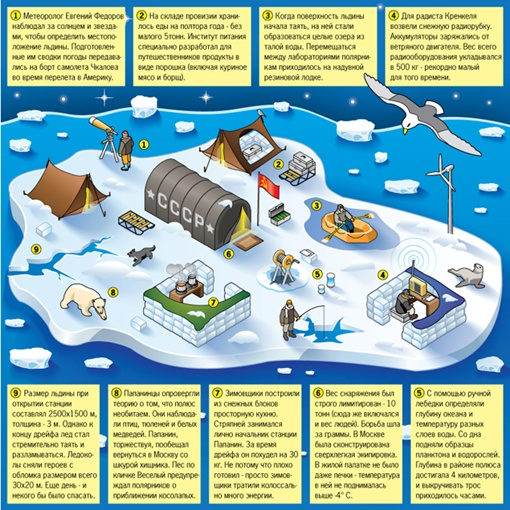 1 Метеоролог Евгений Федоров
наблюдал за солнцем и звезда-
ми, чтобы определить местопо-
ложение льдины. Подготовлен-
ные им сводки погоды передава-
лись на борт самолета Чкалова
во время перелета в Америку.
2 На складе провизии храни-
лось еды на полтора года - без
малого 5тонн. Институт питания
специально разработал для
путешественников продукты в
виде порошка (включая куриное
мясо и борщ).
3 Когда поверхность льдины
начала таять, на ней стали
образоваться целые озера из
талой воды. Перемещаться
между лабораториями полярни-
кам приходилось на надувной
резиновой лодке.
4 Для радиста Кренкеля
возвели снежную радиорубку.
Аккумуляторы заряжались от
ветряного двигателя. Вес всего
радиооборудования укладывался
в 500 кг - рекордно малый
для того времени.
1
2
СССР
3
9
6
5
4
8
7
9 Размер льдины при
открытии станции
составлял 2500х1500 м,
толщина - 3 м. Однако к
концу дрейфа лед стал
стремительно таять и
разламываться. Ледоко-
лы сняли героев с
обломка размером всего
30х20 м. Еще день - и
некого бы было спасать.
8 Папанинцы опровергли
теорию о том, что полюс
необитаем. Они наблюда-
ли птиц, тюленей и белых
медведей. Папанин,
торжествуя, пообещал
вернуться в Москву со
шкурой хищника. Пес по
кличке Веселый предупреж-
дал полярников о
приближении косолапых.
7 Зимовщики построили
из снежных блоков
просторную кухню.
Стряпней занимался
лично начальник станции
Папанин. За время
дрейфа он похудел на 30
кг. Не потому что плохо
готовил - просто зимов-
щики тратили колоссаль-
но много энергии.
6 Вес снаряжения был
строго лимитирован - 10
тонн (сюда же включался
и вес людей). Борьба шла
за граммы. В Москве
была сконструирована
сверхлегкая экипировка.
В жилой палатке не было
даже печки - температура
в ней не поднималась
выше -4° С.
5 С помощью ручной
лебедки определяли
глубину океана и
температуру разных
слоев воды. Со дна
подняли образцы
планктона и водорослей.
Глубина в районе полюса
достигала 4 километров,
и выкручивать трос
приходилось часами.